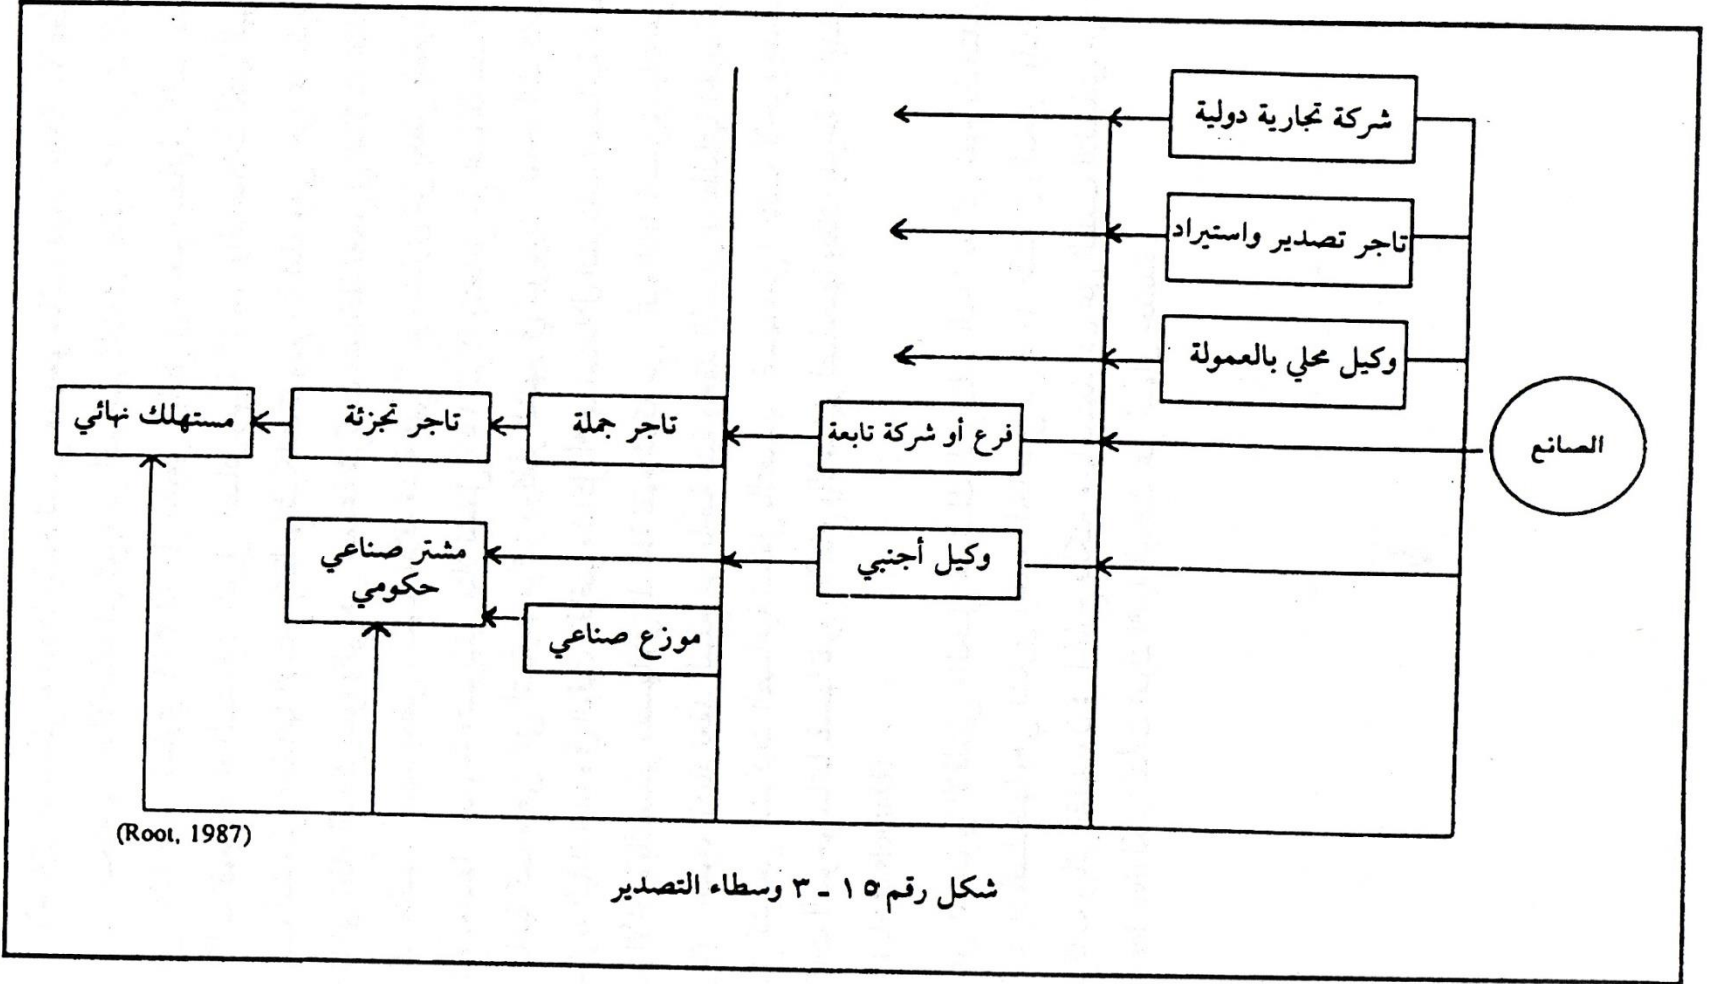 شركة تجارية دولية
تاجر تصدير واستيراد
وكيل محلي بالعمولة
الصانع
فرع أو شركة تابعة
تاجر جملة
تاجر تجزئة
مستهلك نهائي
وكيل أجنبي
مشتر صناعي
حكومي
موزع صناعي
(Root, 1987)
شكل رقم ١٥ - ٣ وسطاء التصدير